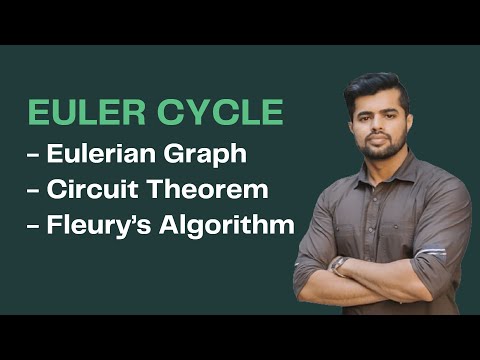 EULER CYCLE
- Eulerian Graph
- Circuit Theorem
- Fleury's Algorithm